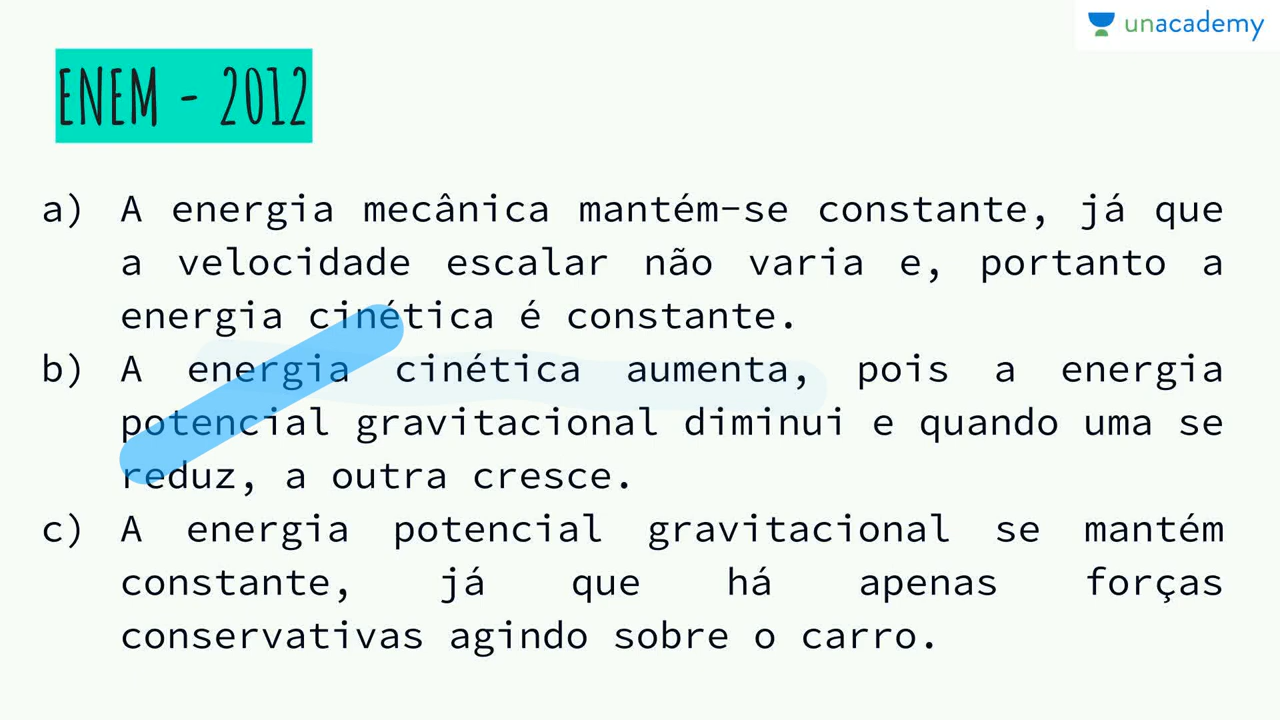 unacademy
ENEM - 2012
a) A energia mecânica mantém-se constante, já que
a velocidade escalar não varia e, portanto a
energia cinética é constante.
b) A energia cinética aumenta, pois a energia
potencial gravitacional diminui e quando uma se
reduz, a outra cresce.
c) A energia potencial gravitacional se mantém
constante, já que há apenas forças
conservativas agindo sobre o carro.